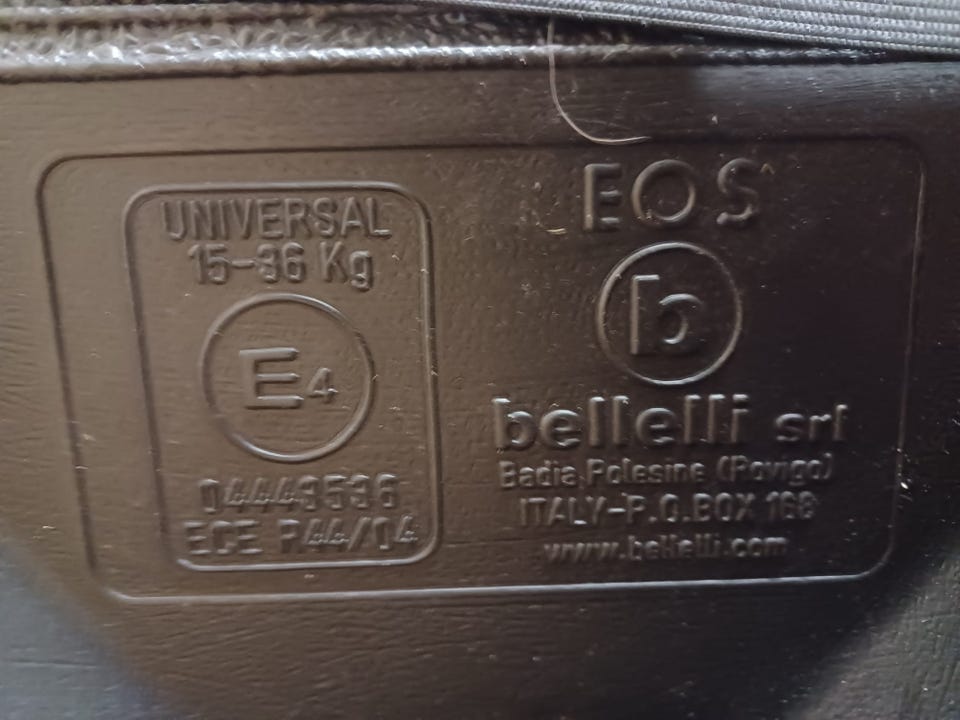 UNIVERSAL
15-36 Kg
E4
04443536
ECE R44/04
EOS
b
bellelli srl
Badia Polesine (Rovigo)
ITALY-P.O.BOX 168
www.bellelli.com